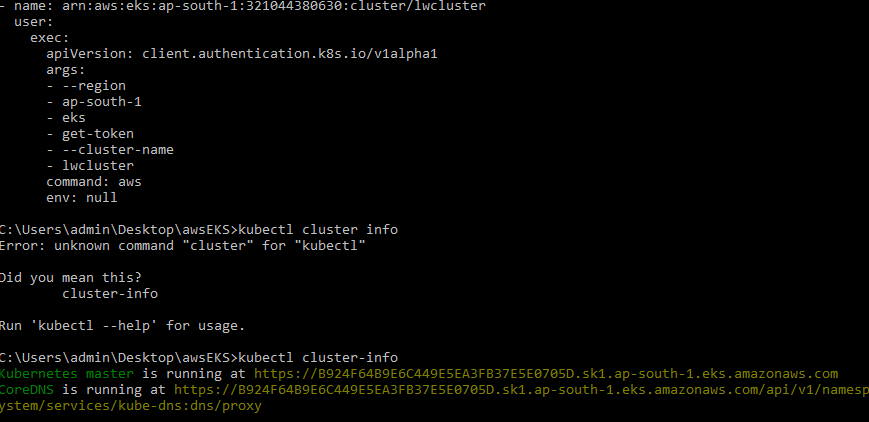 - name: arn:aws:eks:ap-south-1:321044380630:cluster/lwcluster
  user:
    exec:
      apiVersion: client.authentication.k8s.io/v1alpha1
      args:
      - --region
      - ap-south-1
      - eks
      - get-token
      - --cluster-name
      - lwcluster
      command: aws
      env: null
C:\Users\admin\Desktop\awsEKS>kubectl cluster info
Error: unknown command "cluster" for "kubectl"
Did you mean this?
        cluster-info
Run 'kubectl --help' for usage.
C:\Users\admin\Desktop\awsEKS>kubectl cluster-info
Kubernetes master is running at https://B924F64B9E6C449E5EA3FB37E5E0705D.sk1.ap-south-1.eks.amazonaws.com
CoreDNS is running at https://B924F64B9E6C449E5EA3FB37E5E0705D.sk1.ap-south-1.eks.amazonaws.com/api/v1/namesp
ystem/services/kube-dns:dns/proxy